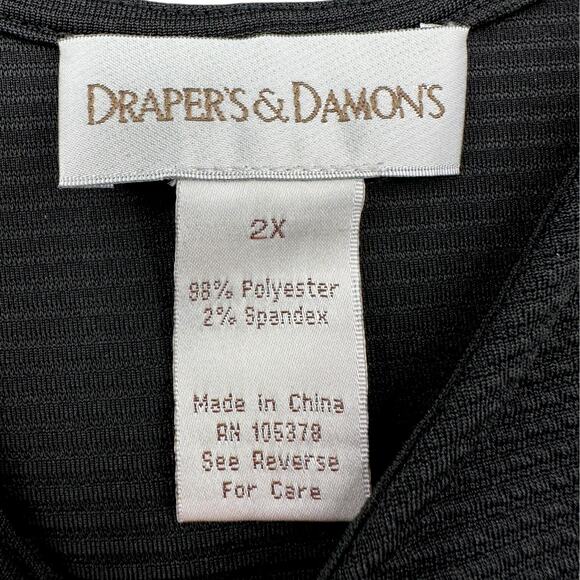 DRAPER'S & DAMON'S
2X
98% Polyester
2% Spandex
Made in China
RN 105378
See Reverse
For Care